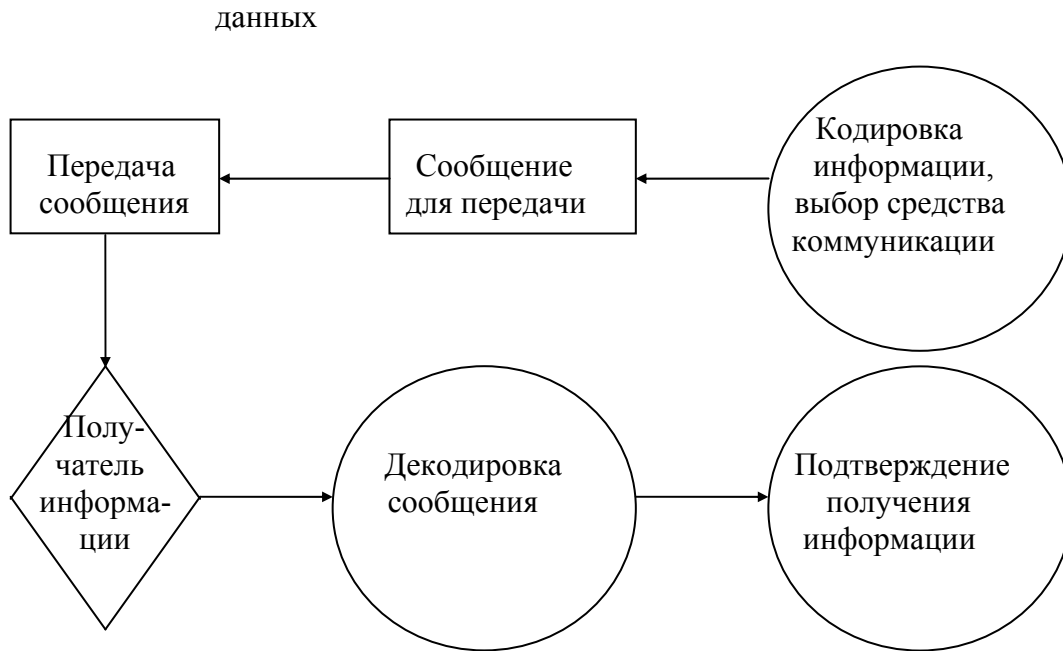 данных
Передача
сообщения
Сообщение
для передачи
Кодировка
информации,
выбор средства
коммуникации
Полу-
чатель
информа-
ции
Декодировка
сообщения
Подтверждение
получения
информации